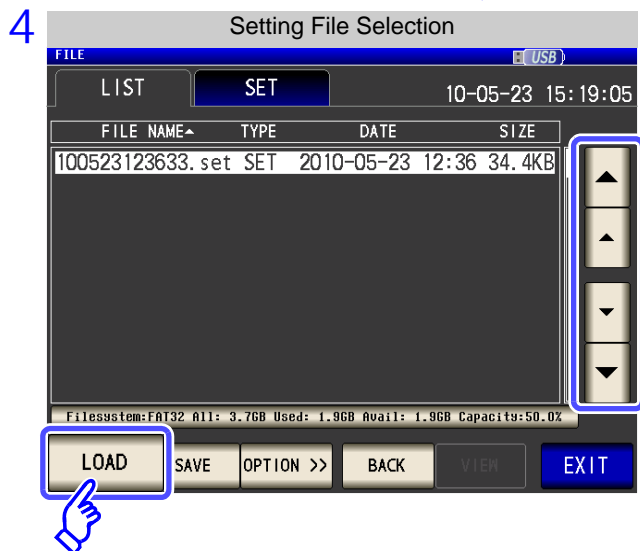 4
Setting File Selection
FILE USB
LIST SET 10-05-23 15:19:05
FILE NAME▲ TYPE DATE SIZE
100523123633.set SET 2010-05-23 12:36 34.4KB
Filesystem:FAT32 All: 3.7GB Used: 1.9GB Avail: 1.9GB Capacity:50.0%
LOAD SAVE OPTION >> BACK VIEW EXIT